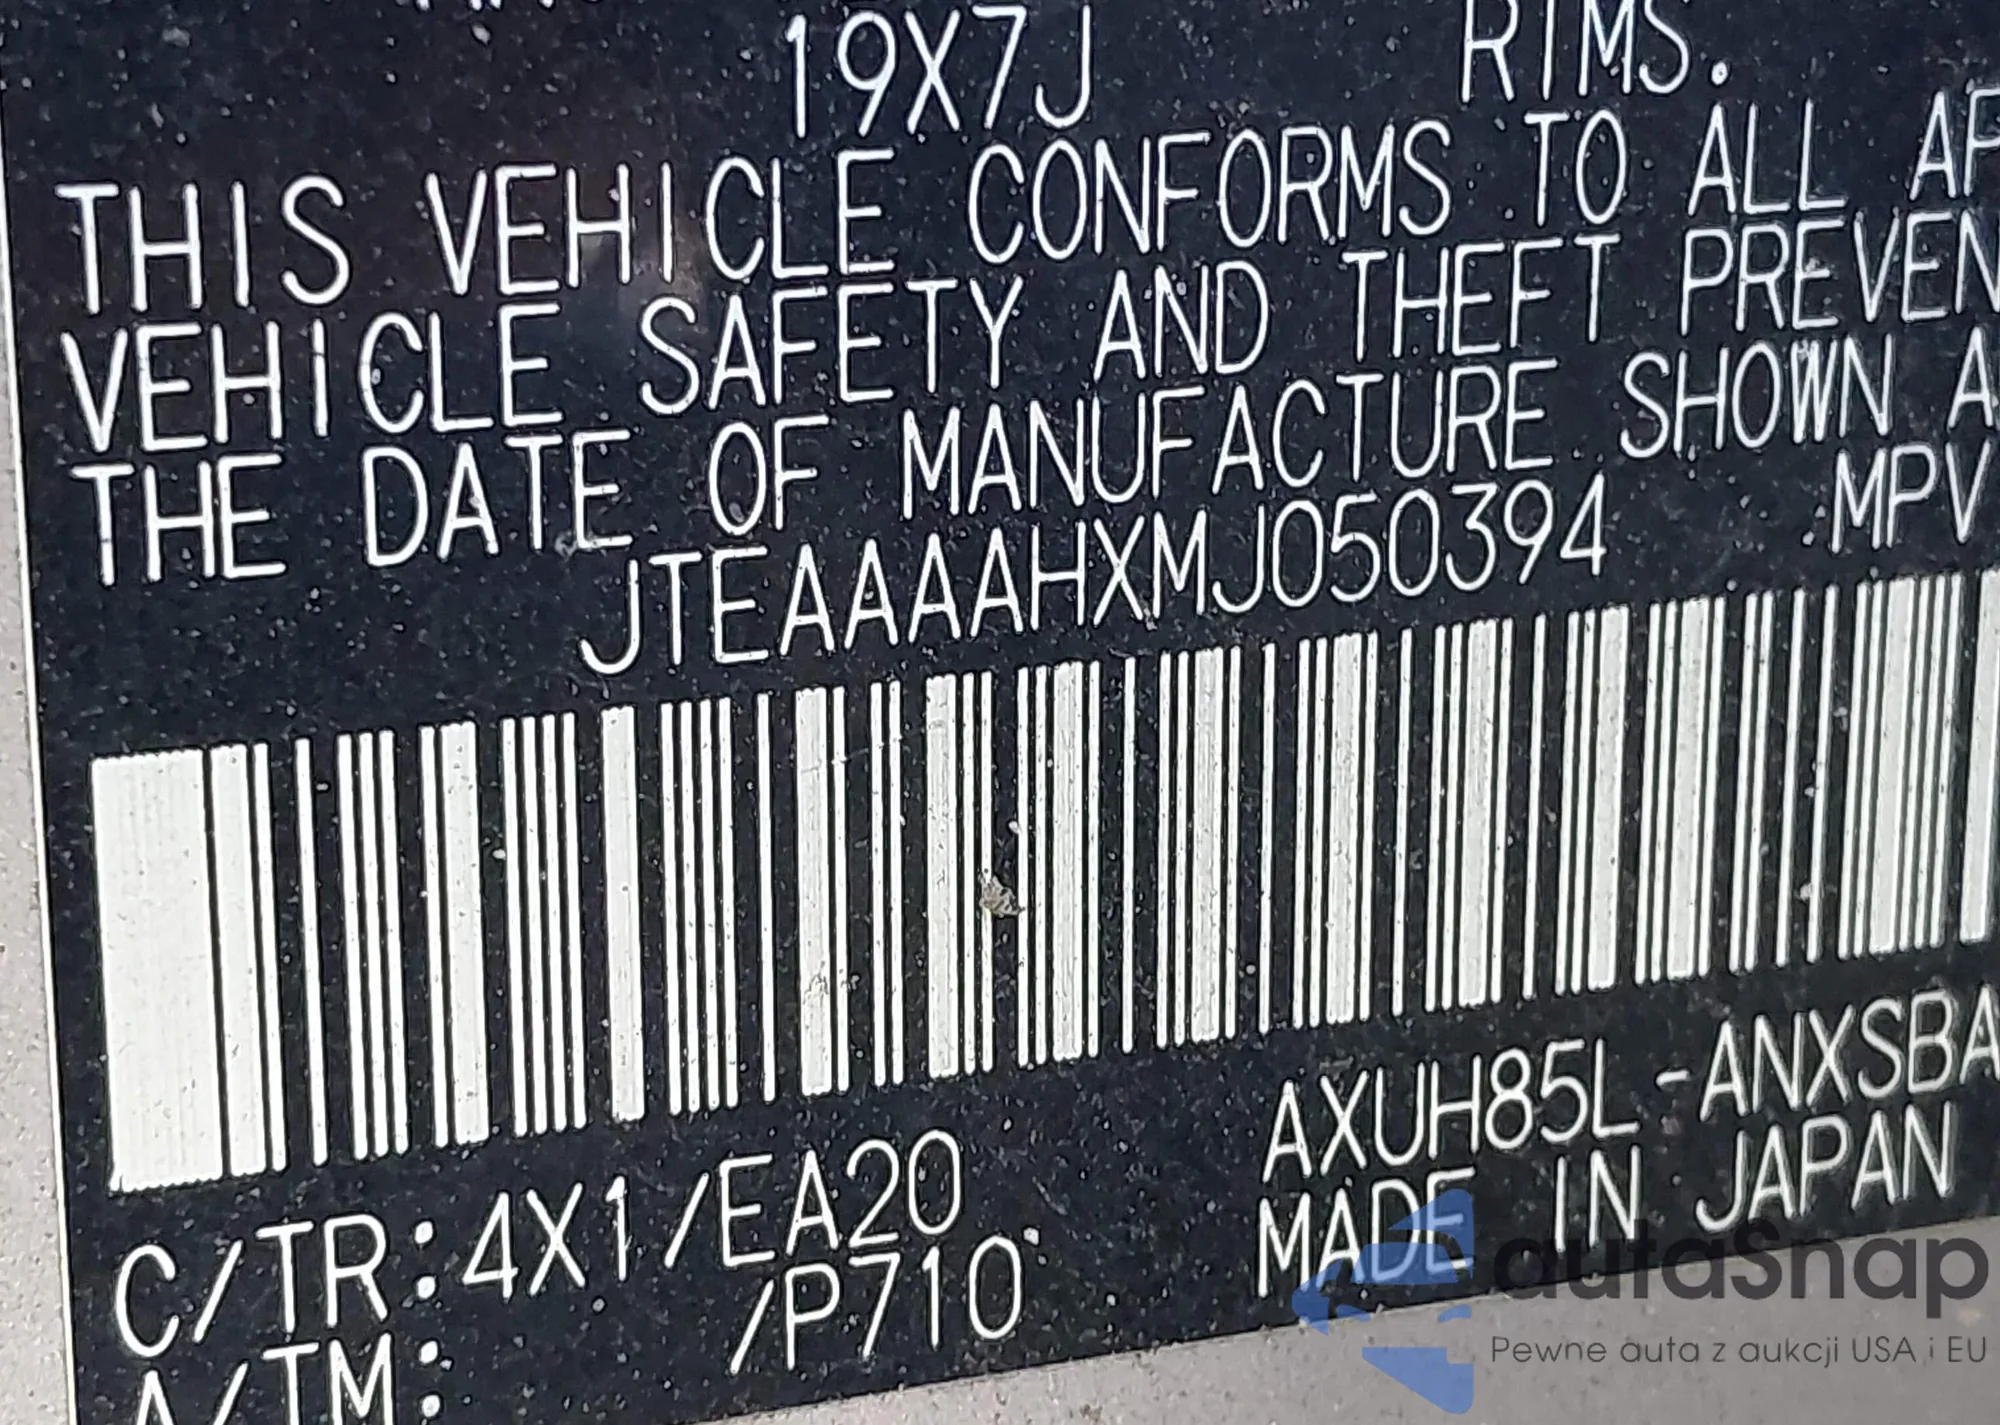 19X7J RIMS.
THIS VEHICLE CONFORMS TO ALL AP
VEHICLE SAFETY AND THEFT PREVEN
THE DATE OF MANUFACTURE SHOWN A
JTEAAAAHXMJ050394 MPV
AXUH85L-ANXSBA
C/TR:4X1/EA20 MADE IN JAPAN
A/TM: /P710
autaSnap
Pewne auta z aukcji USA i EU